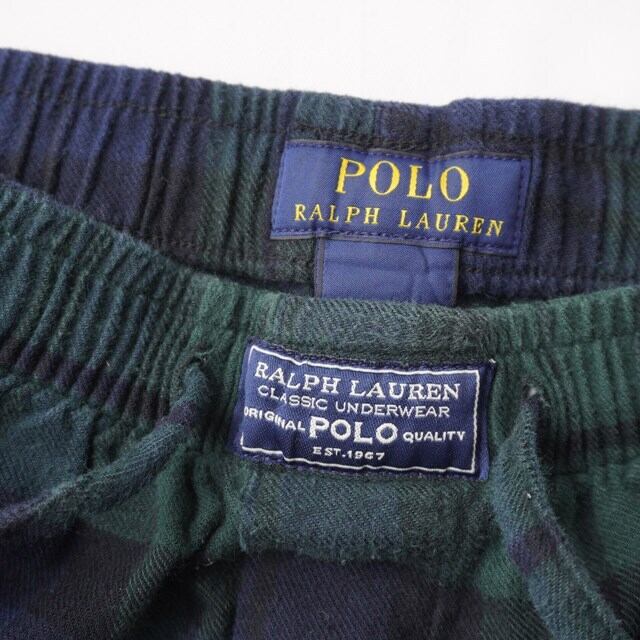 POLO
RALPH LAUREN
RALPH LAUREN
CLASSIC UNDERWEAR
ORIGINAL POLO QUALITY
EST. 1967